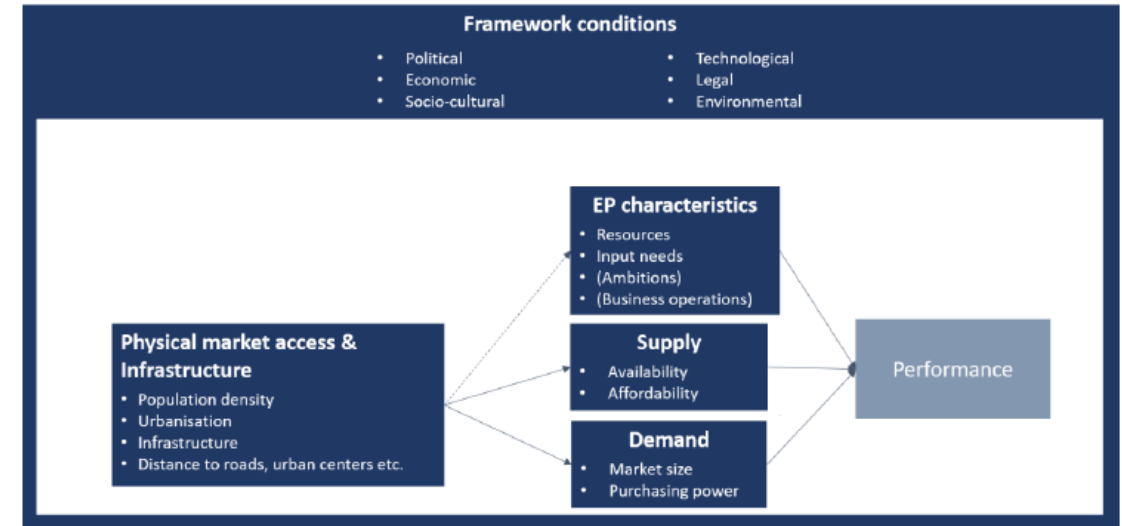 Framework conditions
• Political
• Economic
• Socio-cultural
• Technological
• Legal
• Environmental
EP characteristics
• Resources
• Input needs
• (Ambitions)
• (Business operations)
Physical market access &
Infrastructure
• Population density
• Urbanisation
• Infrastructure
• Distance to roads, urban centers etc.
Supply
• Availability
• Affordability
Demand
• Market size
• Purchasing power
Performance